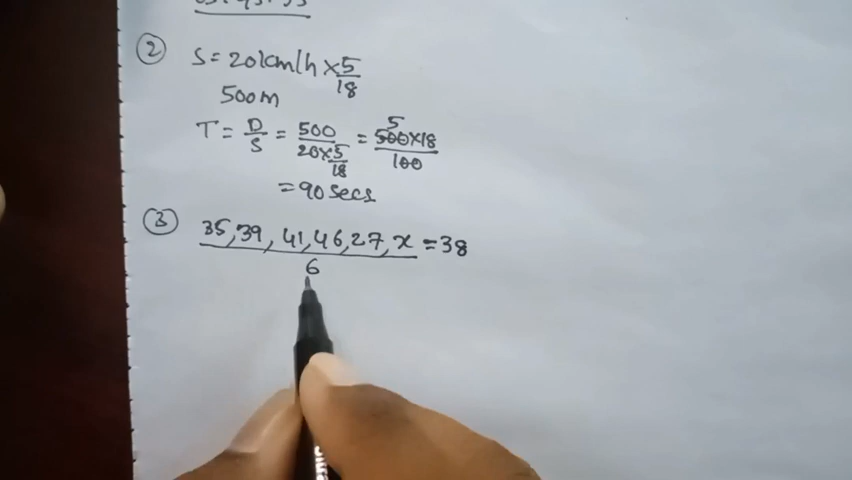 ② S = 20km/h × 5/18
500m
T = D/S = 500/20×5/18 = 5 500×18/100
= 90 secs
③ 35,39, 41,46,27,x/6 = 38